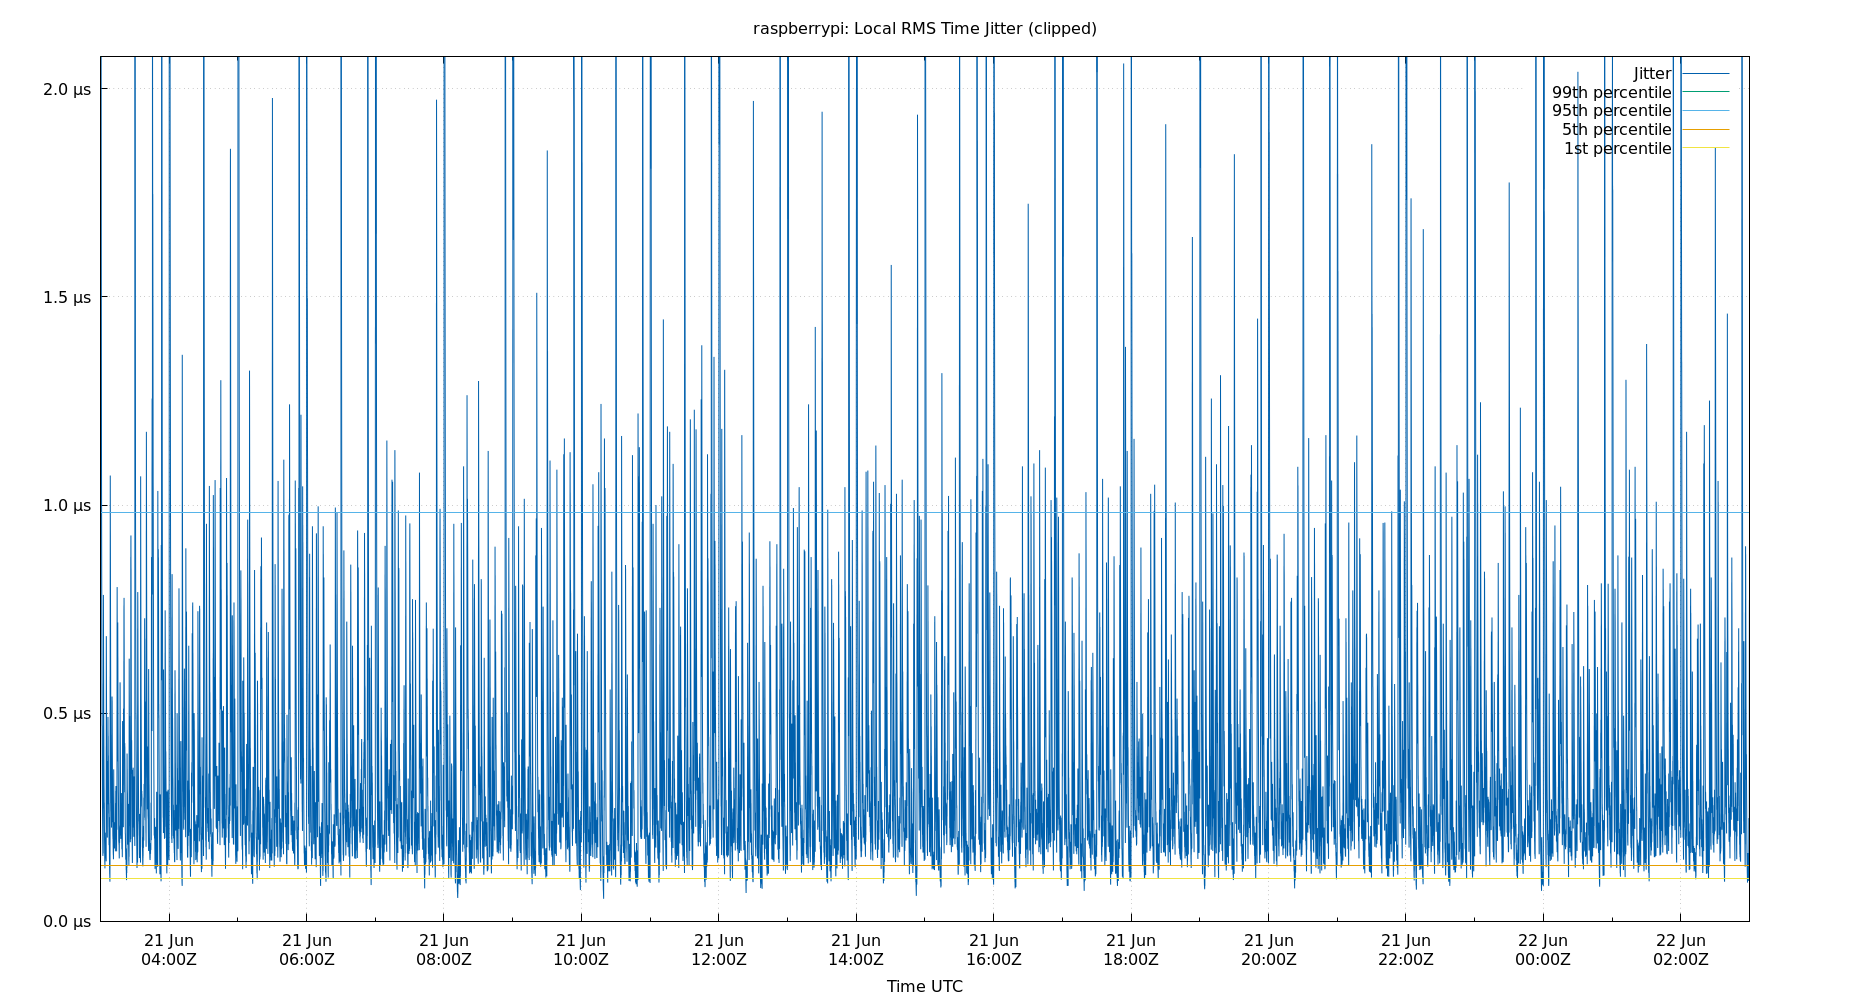 raspberrypi: Local RMS Time Jitter (clipped)
2.0 µs
1.5 µs
1.0 µs
0.5 µs
0.0 µs
Jitter
99th percentile
95th percentile
5th percentile
1st percentile
21 Jun 21 Jun 21 Jun 21 Jun 21 Jun 21 Jun 21 Jun 21 Jun 21 Jun 21 Jun 22 Jun 22 Jun
04:00Z 06:00Z 08:00Z 10:00Z 12:00Z 14:00Z 16:00Z 18:00Z 20:00Z 22:00Z 00:00Z 02:00Z
Time UTC